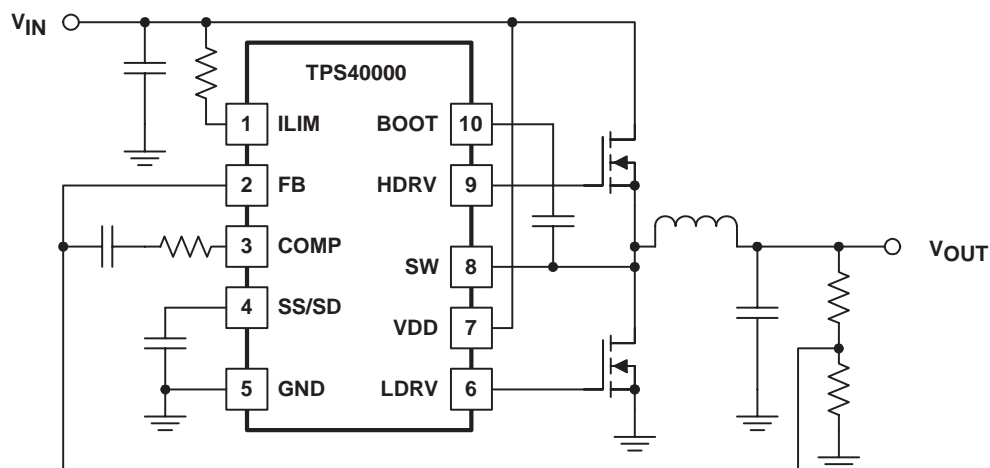 VIN
TPS40000
1 ILIM BOOT 10
2 FB HDRV 9
3 COMP
SW 8
4 SS/SD
VDD 7
5 GND LDRV 6
VOUT